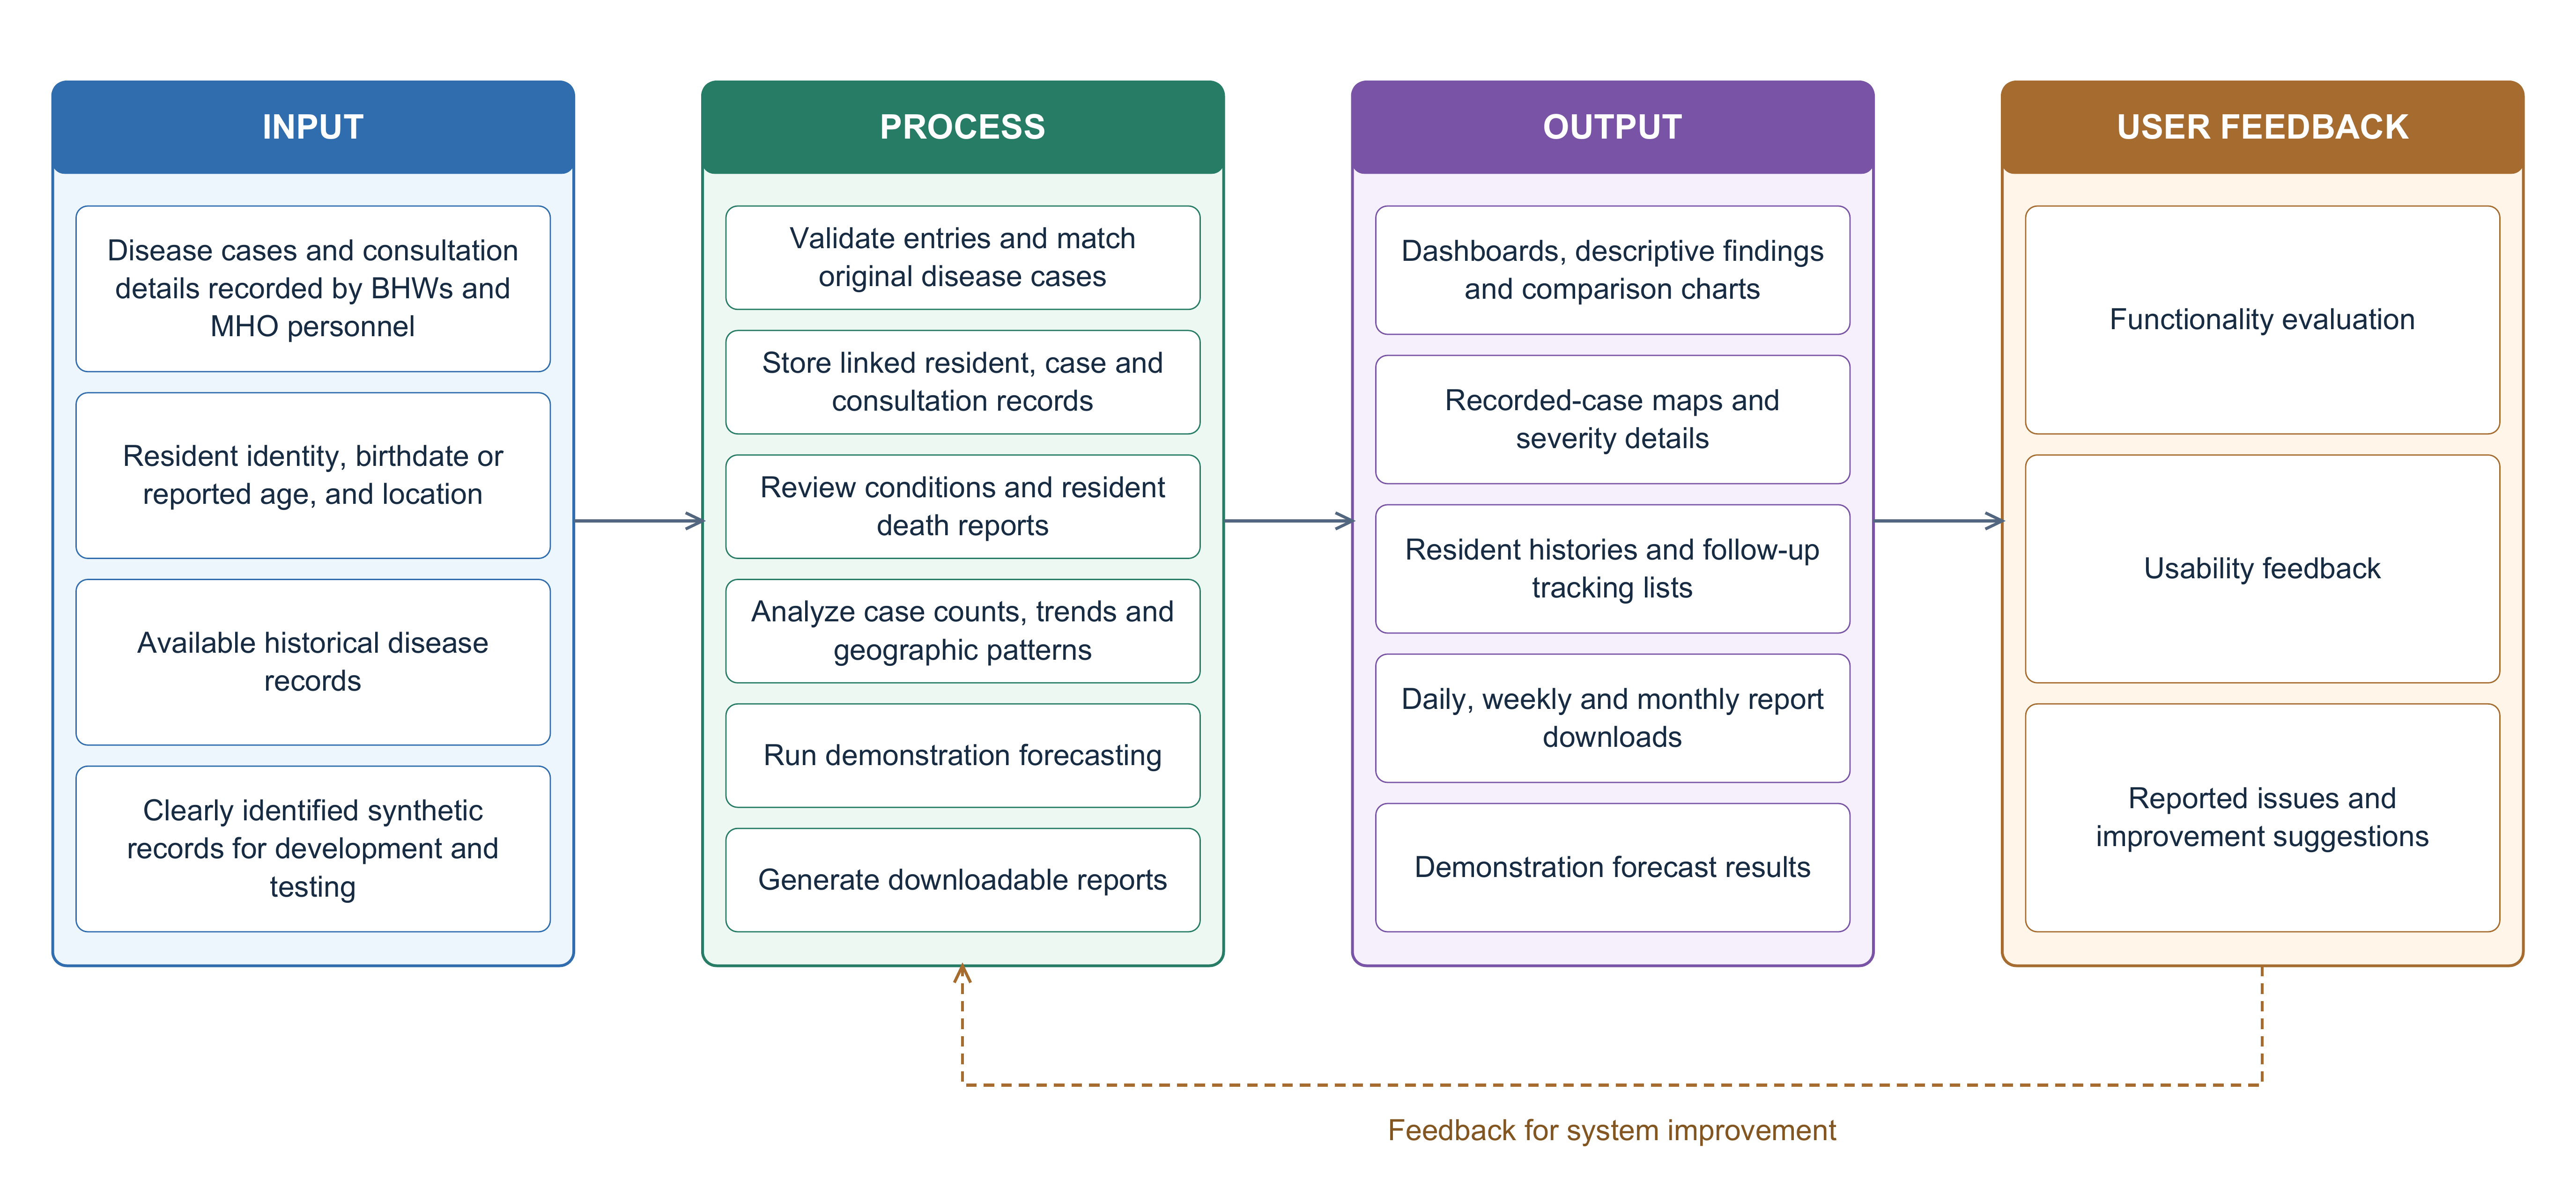 INPUT
Disease cases and consultation
details recorded by BHWs and
MHO personnel
Resident identity, birthdate or
reported age, and location
Available historical disease
records
Clearly identified synthetic
records for development and
testing
PROCESS
Validate entries and match
original disease cases
Store linked resident, case and
consultation records
Review conditions and resident
death reports
Analyze case counts, trends and
geographic patterns
Run demonstration forecasting
Generate downloadable reports
OUTPUT
Dashboards, descriptive findings
and comparison charts
Recorded-case maps and
severity details
Resident histories and follow-up
tracking lists
Daily, weekly and monthly report
downloads
Demonstration forecast results
USER FEEDBACK
Functionality evaluation
Usability feedback
Reported issues and
improvement suggestions
Feedback for system improvement